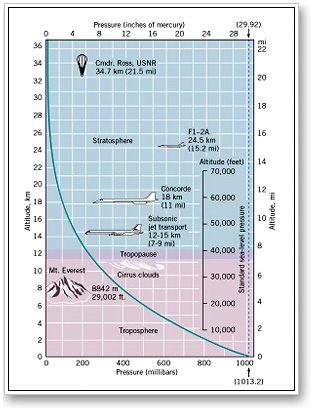 Pressure (inches of mercury)
(29.92)
0 4 8 12 16 20 24 28
mi
36
34
32
30
28
26
24
22
20
18
16
14
12
10
8
6
4
2
0
Altitude, km
Cmdr. Ross, USNR
34.7 km (21.5 mi)
Stratosphere
F1-2A
24.5 km
(15.2 mi)
Altitude (feet)
70,000
60,000
50,000
40,000
30,000
20,000
10,000
Concorde
18 km
(11 mi)
Subsonic
jet transport
12-15 km
(7-9 mi)
Tropopause
Cirrus clouds
Mt. Everest
8842 m
29,002 ft.
Troposphere
Standard sea-level pressure
22
20
18
16
14
12
10
8
6
4
2
0
Altitude, mi
0 200 400 600 800 1000
Pressure (millibars)
(1013.2)